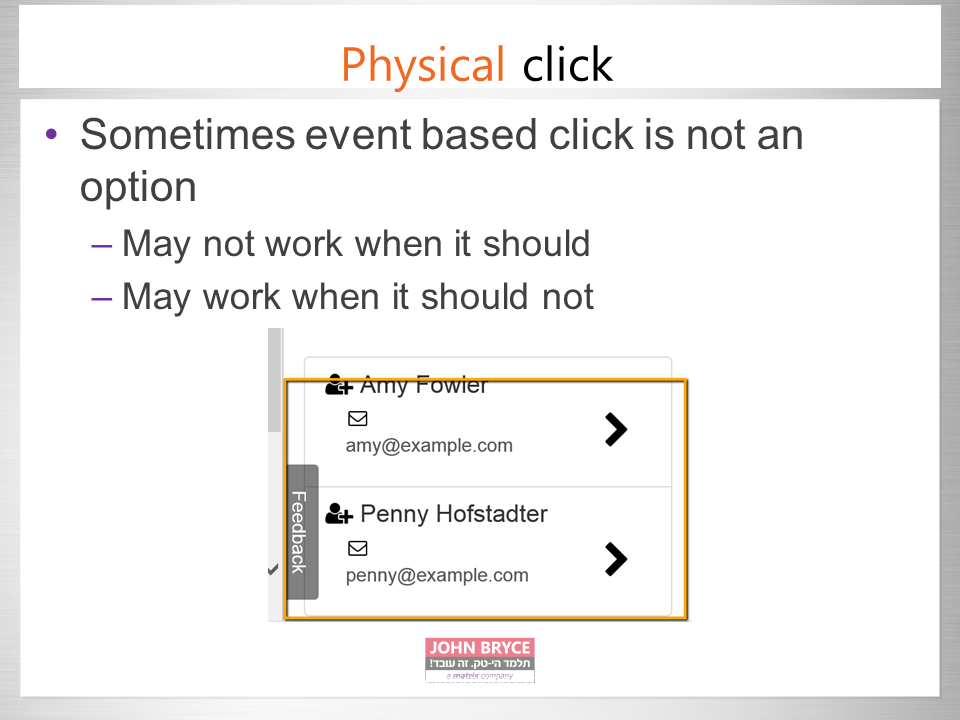 Physical click
• Sometimes event based click is not an
option
– May not work when it should
– May work when it should not
Amy Fowler
amy@example.com
Feedback
Penny Hofstadter
penny@example.com
JOHN BRYCE
תלמד הי-טק. זה עובד!
a matrix company